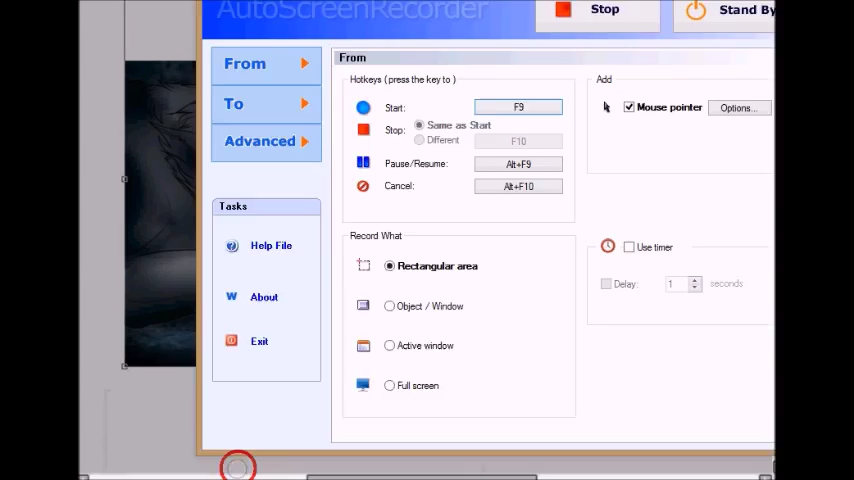 AutoScreenRecorder
Stop
Stand By
From
To
Advanced
From
Hotkeys ( press the key to )
Start:
F9
Stop:
Same as Start
Different
F10
Pause/Resume:
Alt+F9
Cancel:
Alt+F10
Add
Mouse pointer
Options...
Tasks
Help File
About
Exit
Record What
Rectangular area
Object / Window
Active window
Full screen
Use timer
Delay:
1
seconds